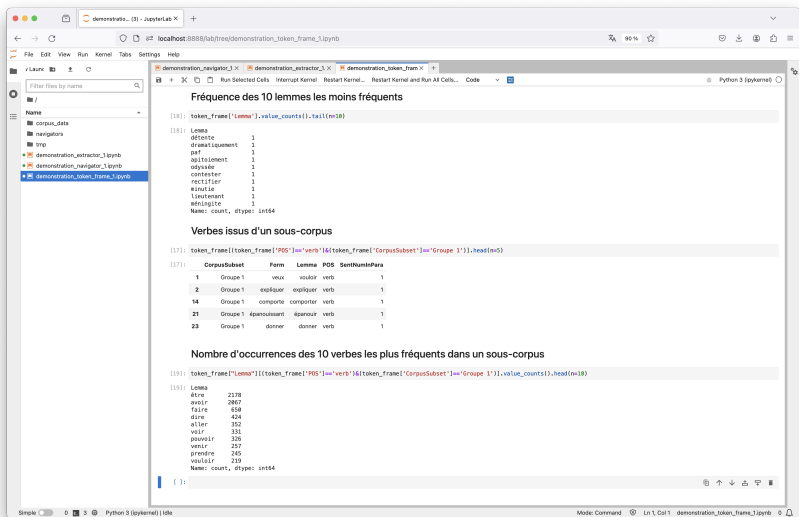 demonstratio... (3) - JupyterLab
localhost:8888/lab/tree/demonstration_token_frame_1.ipynb
90 %
File Edit View Run Kernel Tabs Settings Help
Launc
demonstration_navigator_1.
demonstration_extractor_1.
demonstration_token_fram
Run Selected Cells Interrupt Kernel Restart Kernel... Restart Kernel and Run All Cells... Code
Python 3 (ipykernel)
Filter files by name
/
Name
corpus_data
navigators
tmp
demonstration_extractor_1.ipynb
demonstration_navigator_1.ipynb
demonstration_token_frame_1.ipynb
Fréquence des 10 lemmes les moins fréquents
[18]: token_frame['Lemma'].value_counts().tail(n=10)
[18]: Lemma
détente 1
dramatiquement 1
paf 1
apitoiement 1
odyssée 1
contester 1
rectifier 1
minutie 1
lieutenant 1
méningite 1
Name: count, dtype: int64
Verbes issus d'un sous-corpus
[17]: token_frame[(token_frame['POS']=='verb')&(token_frame['CorpusSubset']=='Groupe 1')].head(n=5)
[17]: CorpusSubset Form Lemma POS SentNumInPara
1 Groupe 1 veux vouloir verb 1
2 Groupe 1 expliquer expliquer verb 1
14 Groupe 1 comporte comporter verb 1
21 Groupe 1 épanouissant épanouir verb 1
23 Groupe 1 donner donner verb 1
Nombre d'occurrences des 10 verbes les plus fréquents dans un sous-corpus
[19]: token_frame["Lemma"][(token_frame['POS']=='verb')&(token_frame['CorpusSubset']=='Groupe 1')].value_counts().head(n=10)
[19]: Lemma
être 2178
avoir 2067
faire 650
dire 424
aller 352
voir 331
pouvoir 326
venir 257
prendre 245
vouloir 219
Name: count, dtype: int64
[ ]:
Simple 0 3 Python 3 (ipykernel) | Idle
Mode: Command Ln 1, Col 1 demonstration_token_frame_1.ipynb 0